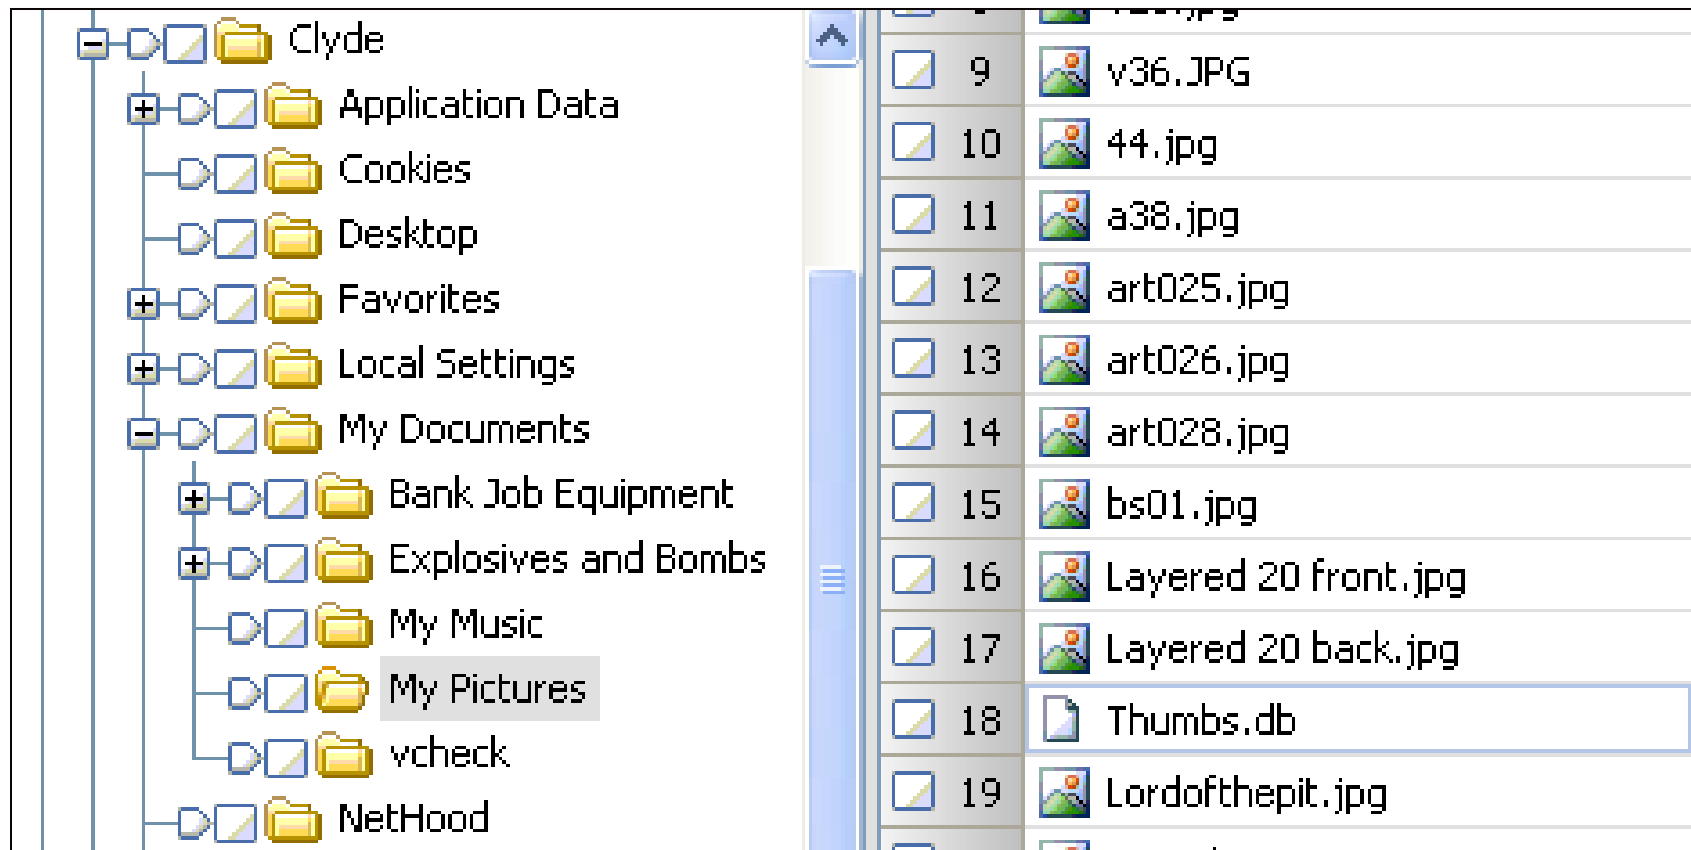 Clyde
Application Data
Cookies
Desktop
Favorites
Local Settings
My Documents
Bank Job Equipment
Explosives and Bombs
My Music
My Pictures
vcheck
NetHood
9 v36.JPG
10 44.jpg
11 a38.jpg
12 art025.jpg
13 art026.jpg
14 art028.jpg
15 bs01.jpg
16 Layered 20 front.jpg
17 Layered 20 back.jpg
18 Thumbs.db
19 Lordofthepit.jpg